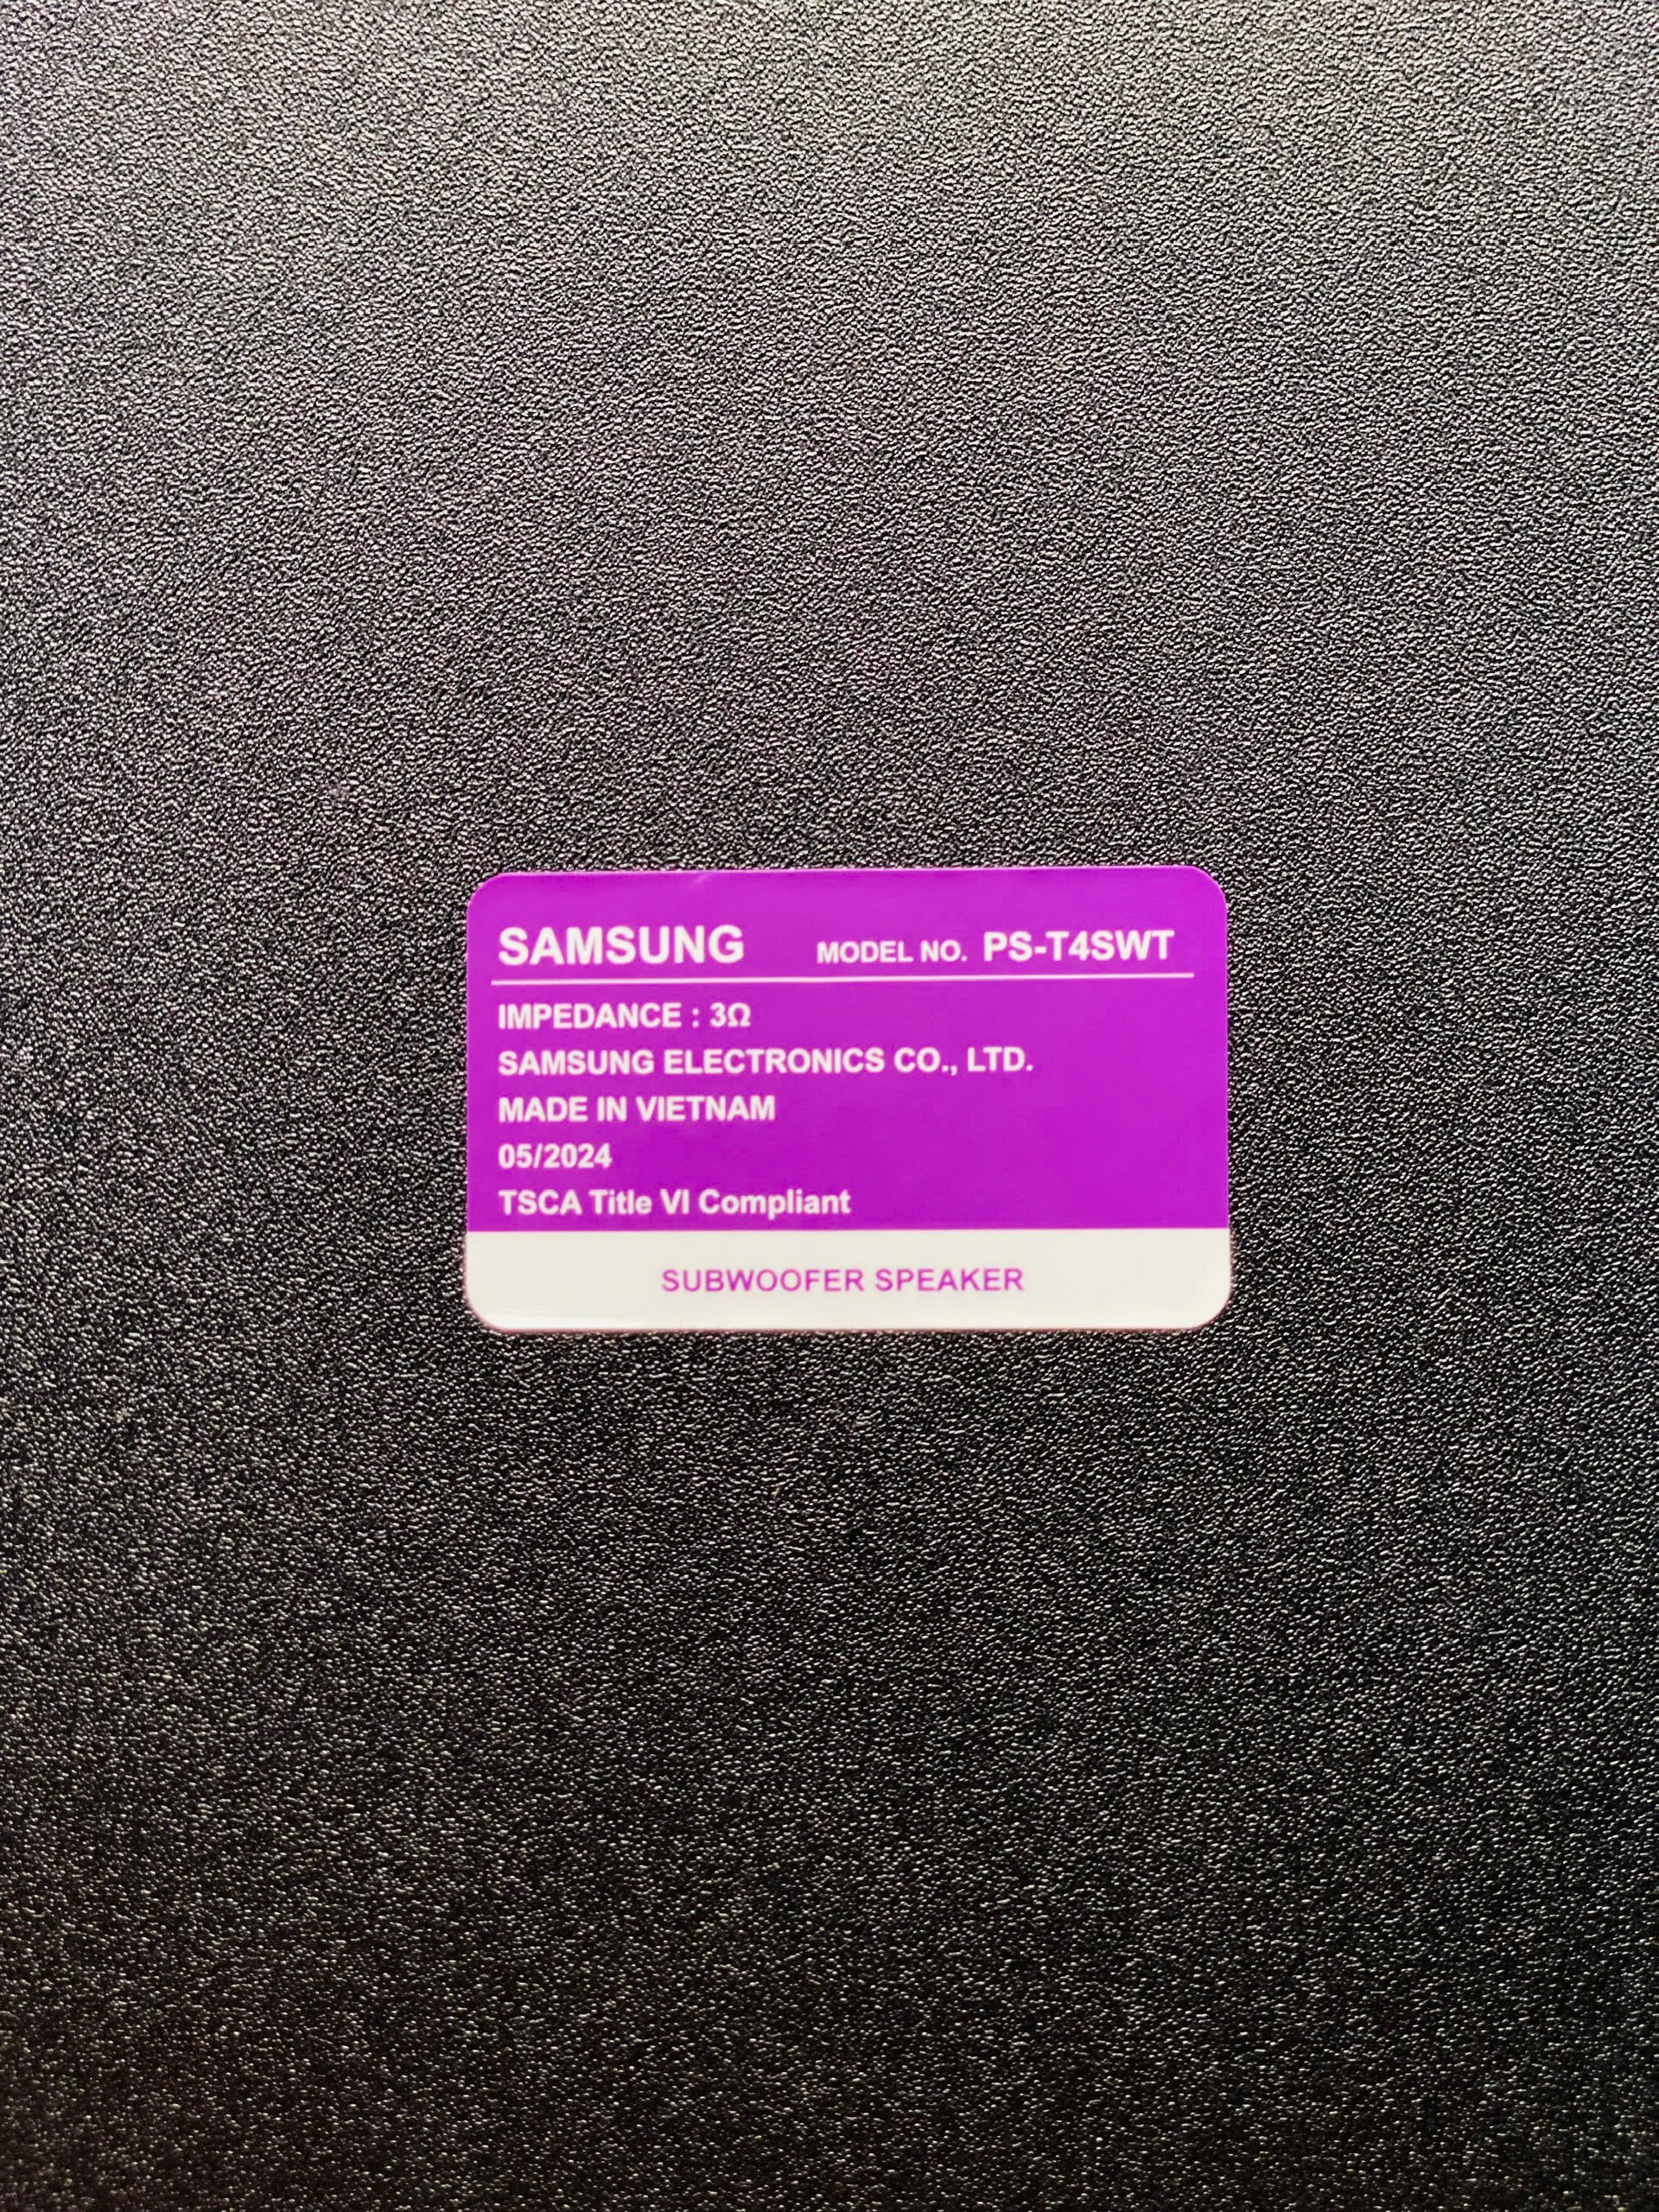 SAMSUNG MODEL NO. PS-T4SWT
IMPEDANCE : 3Ω
SAMSUNG ELECTRONICS CO., LTD.
MADE IN VIETNAM
05/2024
TSCA Title VI Compliant
SUBWOOFER SPEAKER